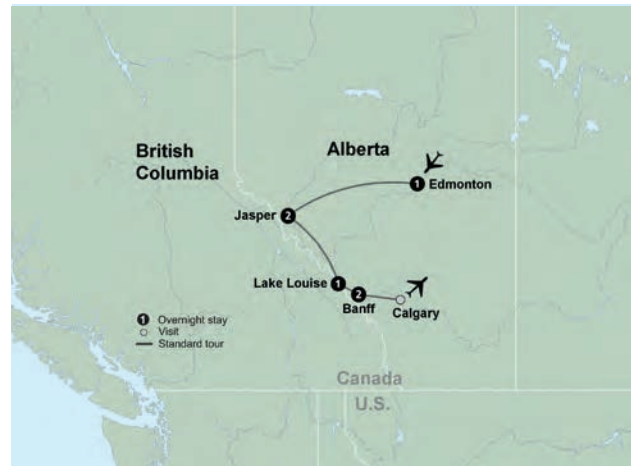 British
Columbia
Alberta
1 Edmonton
Jasper 2
Lake Louise 1
2
Banff
Calgary
1 Overnight stay
Visit
Standard tour
Canada
U.S.